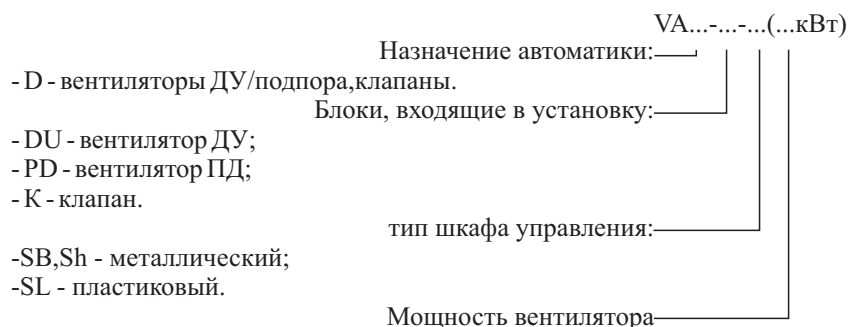 VA...-...-...(...кВт)
Назначение автоматики:
- D - вентиляторы ДУ/подпора,клапаны.
Блоки, входящие в установку:
- DU - вентилятор ДУ;
- PD - вентилятор ПД;
- К - клапан.
тип шкафа управления:
-SB,Sh - металлический;
-SL - пластиковый.
Мощность вентилятора